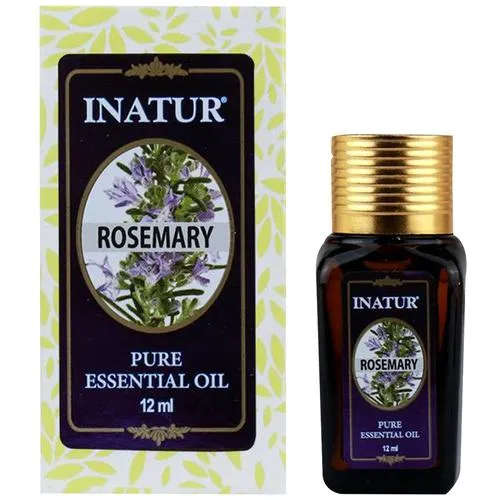 INATUR®
ROSEMARY
PURE
ESSENTIAL OIL
12 ml
INATUR®
ROSEMARY
PURE
ESSENTIAL OIL
12 ml